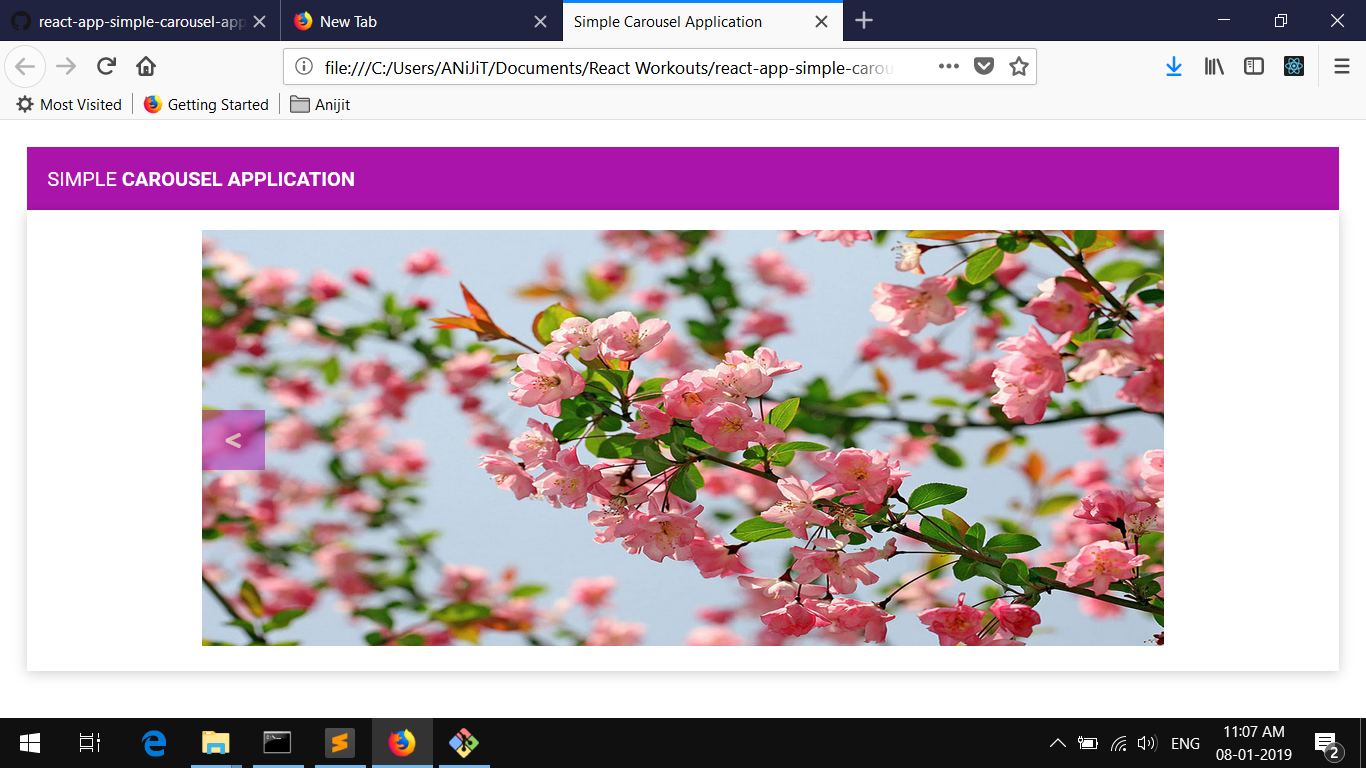 react-app-simple-carousel-app
New Tab
Simple Carousel Application
file:///C:/Users/ANiJiT/Documents/React Workouts/react-app-simple-carou
Most Visited
Getting Started
Anijit
SIMPLE CAROUSEL APPLICATION
<
ENG
11:07 AM
08-01-2019
2